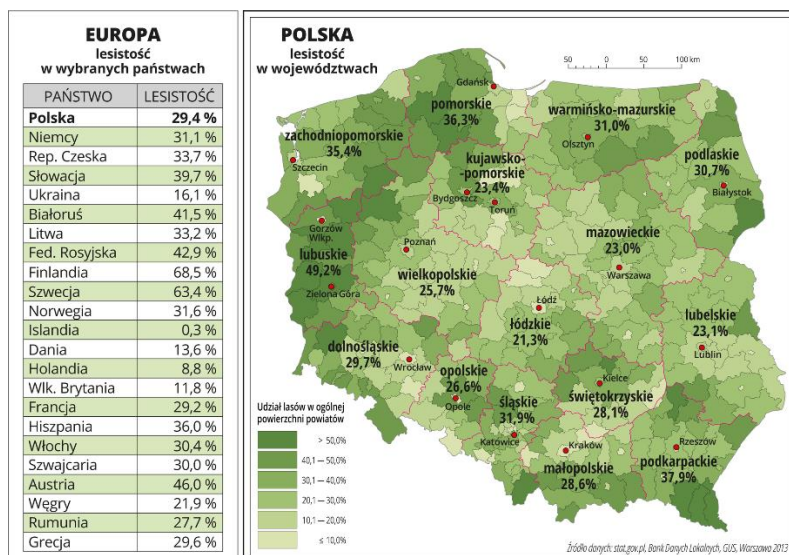 EUROPA
lesistość
w wybranych państwach
PAŃSTWO LESISTOŚĆ
Polska 29,4 %
Niemcy 31,1 %
Rep. Czeska 33,7 %
Słowacja 39,7 %
Ukraina 16,1 %
Białoruś 41,5 %
Litwa 33,2 %
Fed. Rosyjska 42,9 %
Finlandia 68,5 %
Szwecja 63,4 %
Norwegia 31,6 %
Islandia 0,3 %
Dania 13,6 %
Holandia 8,8 %
Wlk. Brytania 11,8 %
Francja 29,2 %
Hiszpania 36,0 %
Włochy 30,4 %
Szwajcaria 30,0 %
Austria 46,0 %
Węgry 21,9 %
Rumunia 27,7 %
Grecja 29,6 %
POLSKA
lesistość
w województwach
50 0 50 100 km
Gdańsk
pomorskie
36,3%
warmińsko-mazurskie
31,0%
Olsztyn
zachodniopomorskie
35,4%
Szczecin
kujawsko-
-pomorskie
23,4%
Bydgoszcz
Toruń
podlaskie
30,7%
Białystok
Gorzów
Wlkp.
lubuskie
49,2%
Zielona Góra
Poznań
wielkopolskie
25,7%
mazowieckie
23,0%
Warszawa
Łódź
łódzkie
21,3%
lubelskie
23,1%
Lublin
dolnośląskie
29,7%
Wrocław
opolskie
26,6%
Opole
śląskie
31,9%
Katowice
Kielce
świętokrzyskie
28,1%
Kraków
małopolskie
28,6%
Rzeszów
podkarpackie
37,9%
Udział lasów w ogólnej
powierzchni powiatów
> 50,0%
40,1—50,0%
30,1—40,0%
20,1—30,0%
10,1—20,0%
≤ 10,0%
Źródło danych: stat.gov.pl, Bank Danych Lokalnych, GUS, Warszawa 2013